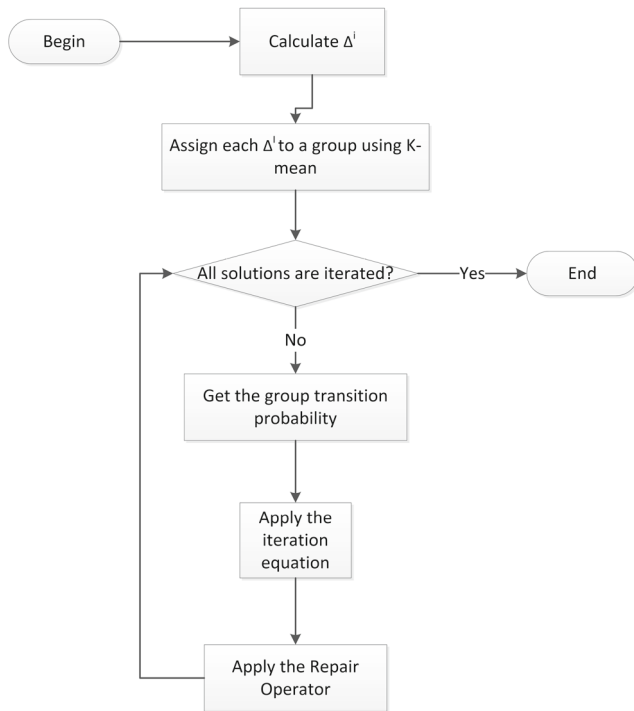 Begin
Calculate Δⁱ
Assign each Δⁱ to a group using K-
mean
All solutions are iterated?
Yes
End
No
Get the group transition
probability
Apply the
iteration
equation
Apply the Repair
Operator